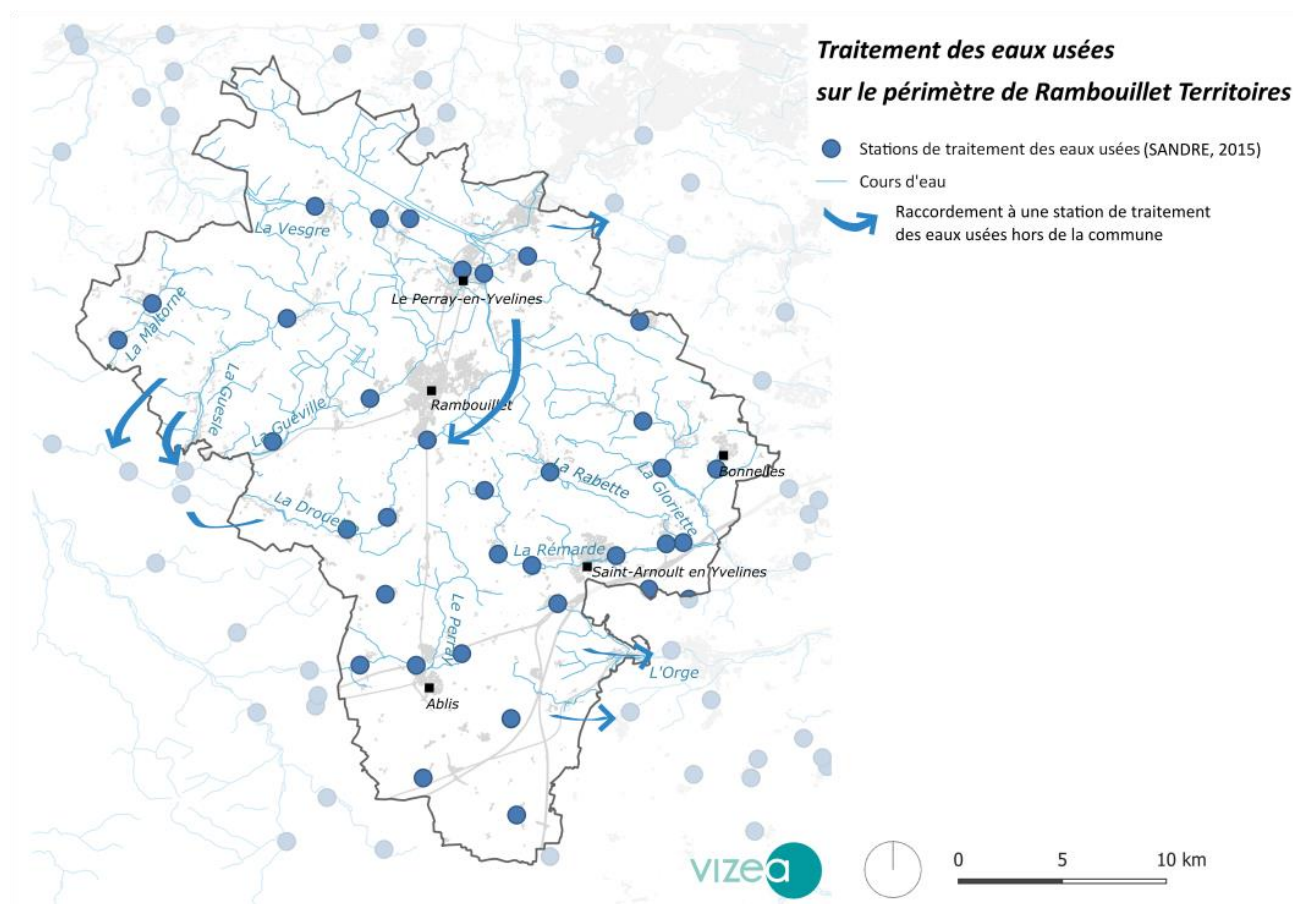 Traitement des eaux usées
sur le périmètre de Rambouillet Territoires
Stations de traitement des eaux usées (SANDRE, 2015)
Cours d'eau
Raccordement à une station de traitement
des eaux usées hors de la commune
La Vesgre
Le Perray-en-Yvelines
La Maltorne
La Guesle
La Guéville
Rambouillet
Bonnelles
La Rabette
La Gloriette
La Drouette
La Rémarde
Saint-Arnoult en Yvelines
Le Perray
L'Orge
Ablis
vizea
0 5 10 km